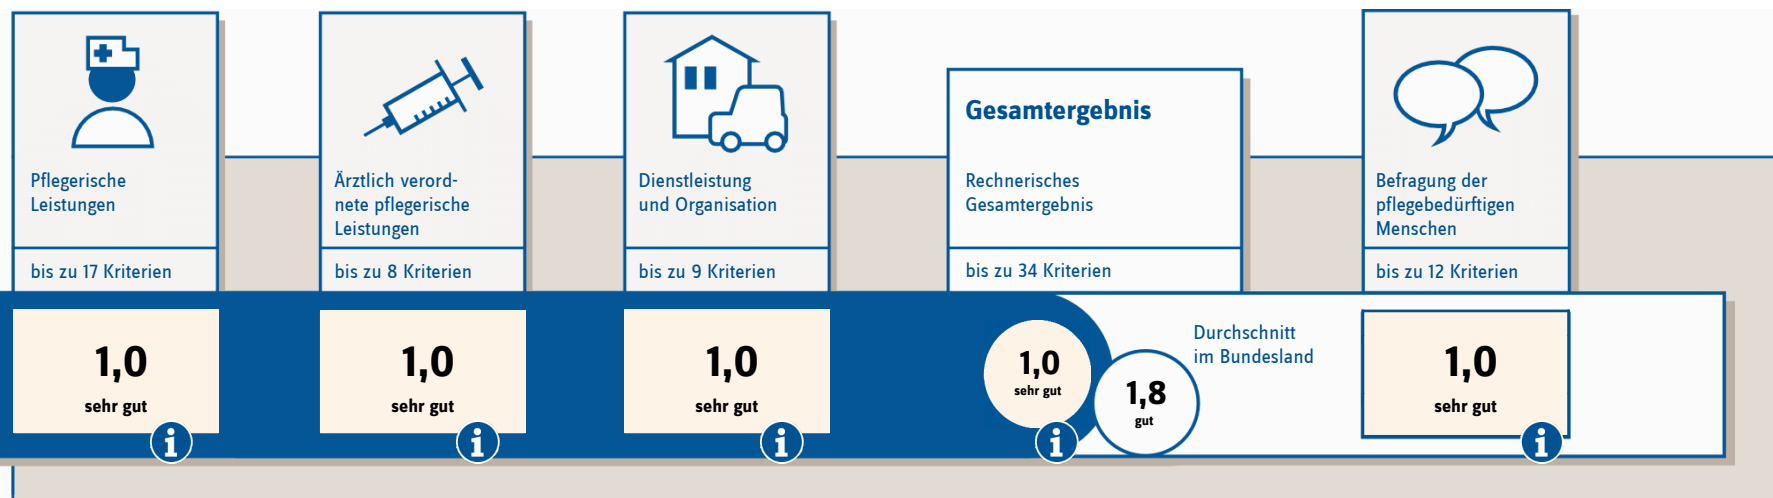 Pflegerische
Leistungen
bis zu 17 Kriterien
1,0
sehr gut
i
Ärztlich verord-
nete pflegerische
Leistungen
bis zu 8 Kriterien
1,0
sehr gut
i
Dienstleistung
und Organisation
bis zu 9 Kriterien
1,0
sehr gut
i
Gesamtergebnis
Rechnerisches
Gesamtergebnis
bis zu 34 Kriterien
1,0
sehr gut
i
1,8
gut
Durchschnitt
im Bundesland
Befragung der
pflegebedürftigen
Menschen
bis zu 12 Kriterien
1,0
sehr gut
i